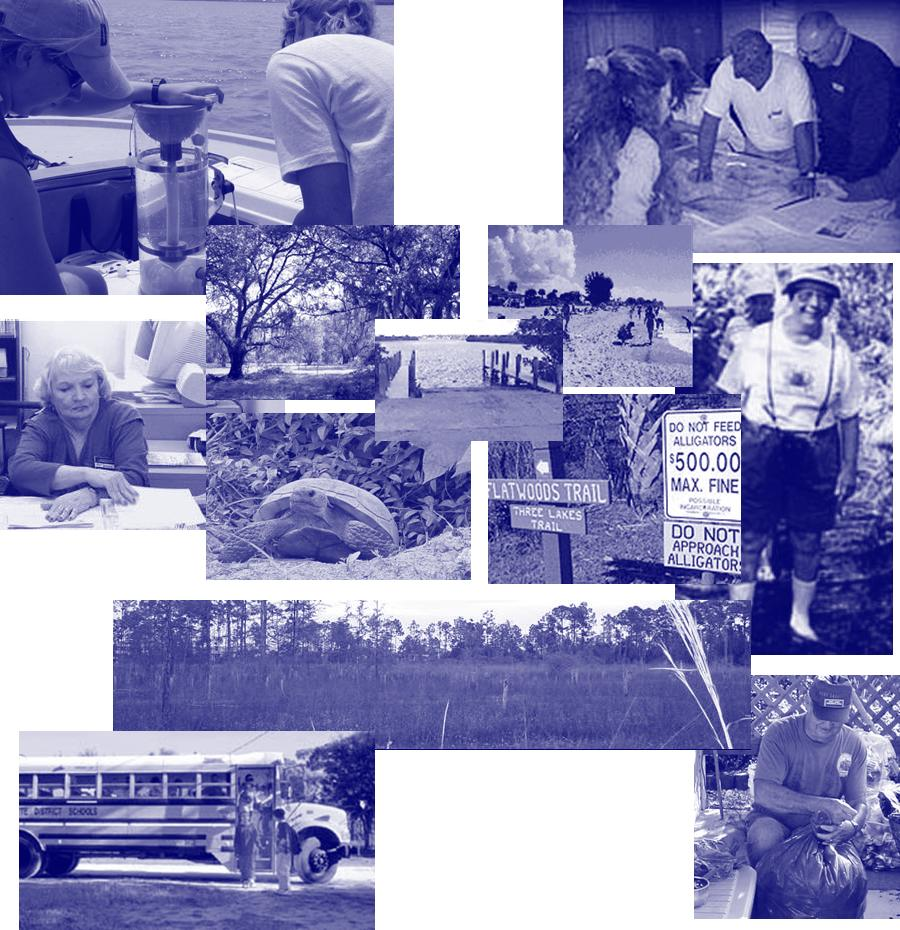 DO NOT FEED
ALLIGATORS
$500.00
MAX. FINE
POSSIBLE
INCARCERATION
DO NOT
APPROACH
ALLIGATORS
FLATWOODS TRAIL
THREE LAKES
TRAIL
TE DISTRICT SCHOOLS